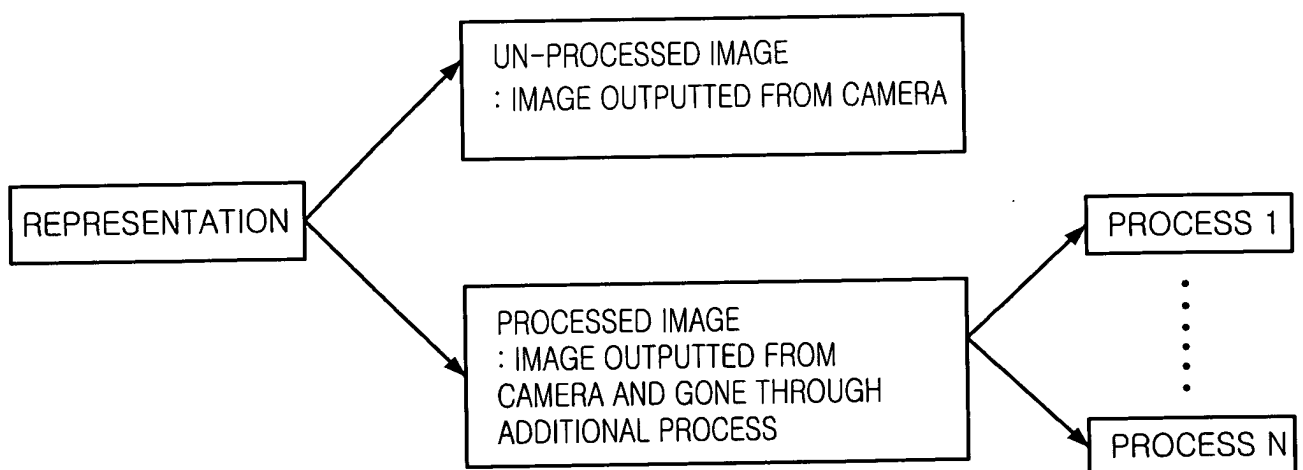 UN-PROCESSED IMAGE
: IMAGE OUTPUTTED FROM CAMERA
REPRESENTATION
PROCESSED IMAGE
: IMAGE OUTPUTTED FROM
CAMERA AND GONE THROUGH
ADDITIONAL PROCESS
PROCESS 1
PROCESS N